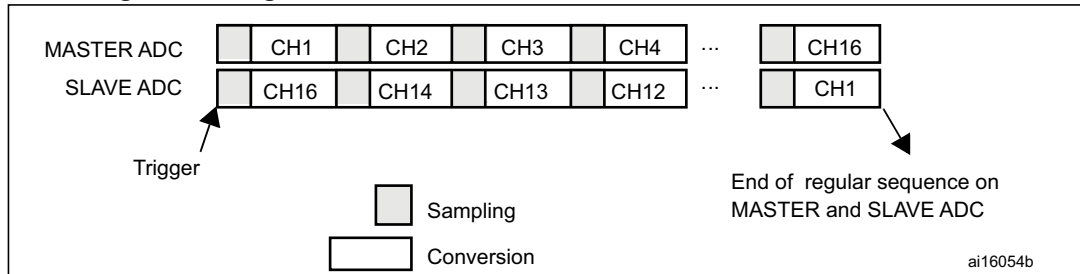 MASTER ADC CH1 CH2 CH3 CH4 ... CH16
SLAVE ADC CH16 CH14 CH13 CH12 ... CH1
Trigger
End of regular sequence on
MASTER and SLAVE ADC
Sampling
Conversion
ai16054b